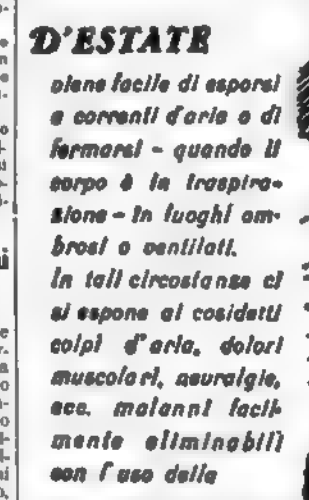 D'ESTATE
viene facile di esporsi
a correnti d'aria o di
fermarsi - quando il
corpo è in traspira-
zione - in luoghi om-
brosi o ventilati.
In tali circostanze ci
si espone ai cosidetti
colpi d'aria, dolori
muscolari, nevralgie,
ecc. malanni facil-
mente eliminabili
con l'uso della